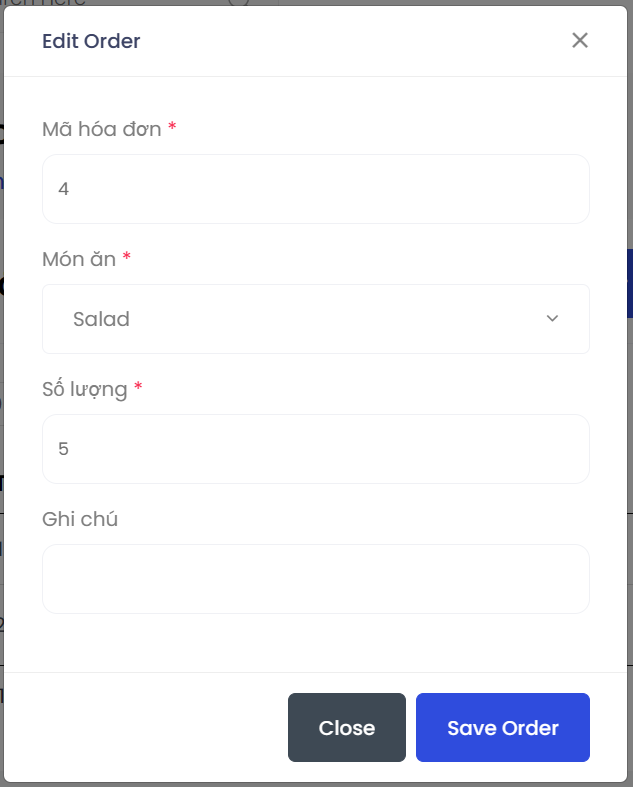 Edit Order
Mã hóa đơn *
4
Món ăn *
Salad
Số lượng *
5
Ghi chú
Close
Save Order